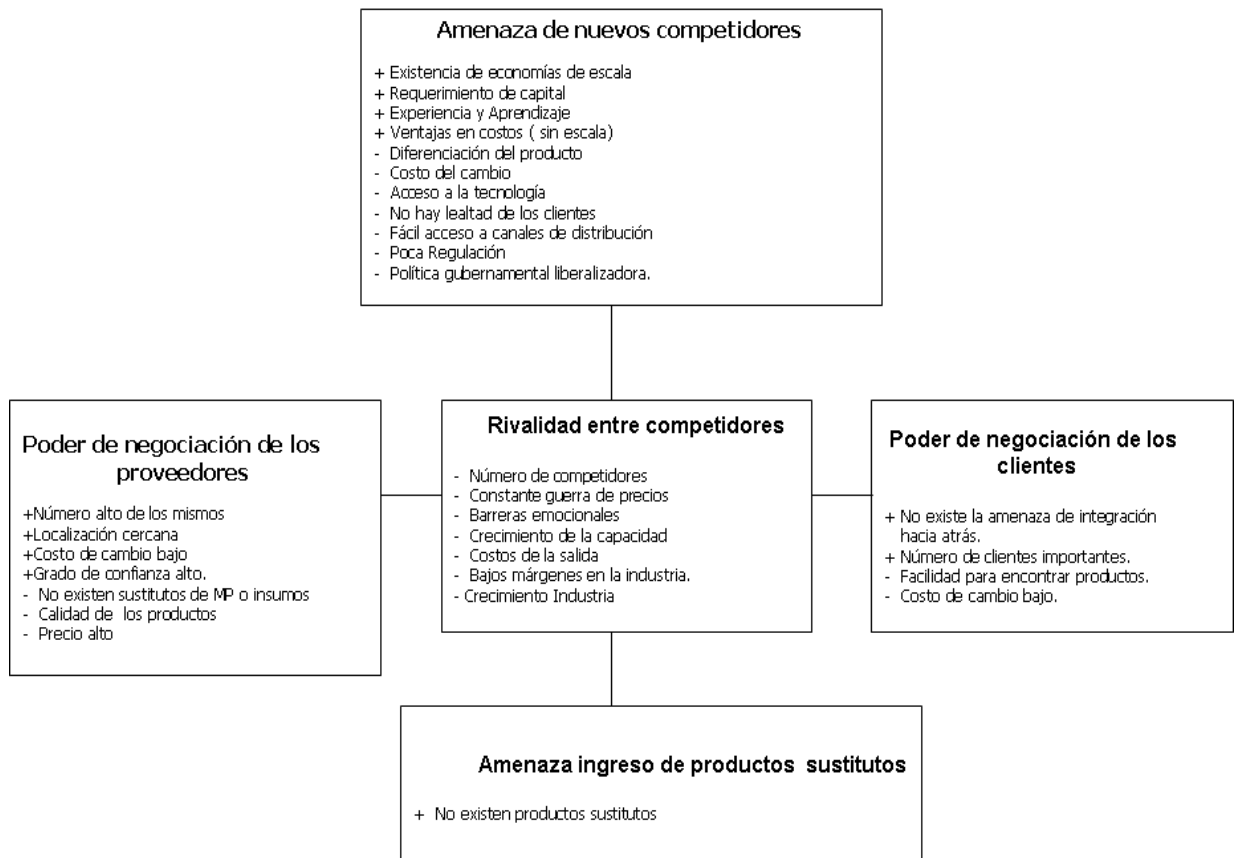 Amenaza de nuevos competidores
+ Existencia de economías de escala
+ Requerimiento de capital
+ Experiencia y Aprendizaje
+ Ventajas en costos ( sin escala)
- Diferenciación del producto
- Costo del cambio
- Acceso a la tecnología
- No hay lealtad de los clientes
- Fácil acceso a canales de distribución
- Poca Regulación
- Política gubernamental liberalizadora.
Poder de negociación de los
proveedores
+Número alto de los mismos
+Localización cercana
+Costo de cambio bajo
+Grado de confianza alto.
- No existen sustitutos de MP o insumos
- Calidad de los productos
- Precio alto
Rivalidad entre competidores
- Número de competidores
- Constante guerra de precios
- Barreras emocionales
- Crecimiento de la capacidad
- Costos de la salida
- Bajos márgenes en la industria.
- Crecimiento Industria
Poder de negociación de los
clientes
+ No existe la amenaza de integración
hacia atrás.
+ Número de clientes importantes.
- Facilidad para encontrar productos.
- Costo de cambio bajo.
Amenaza ingreso de productos sustitutos
+ No existen productos sustitutos